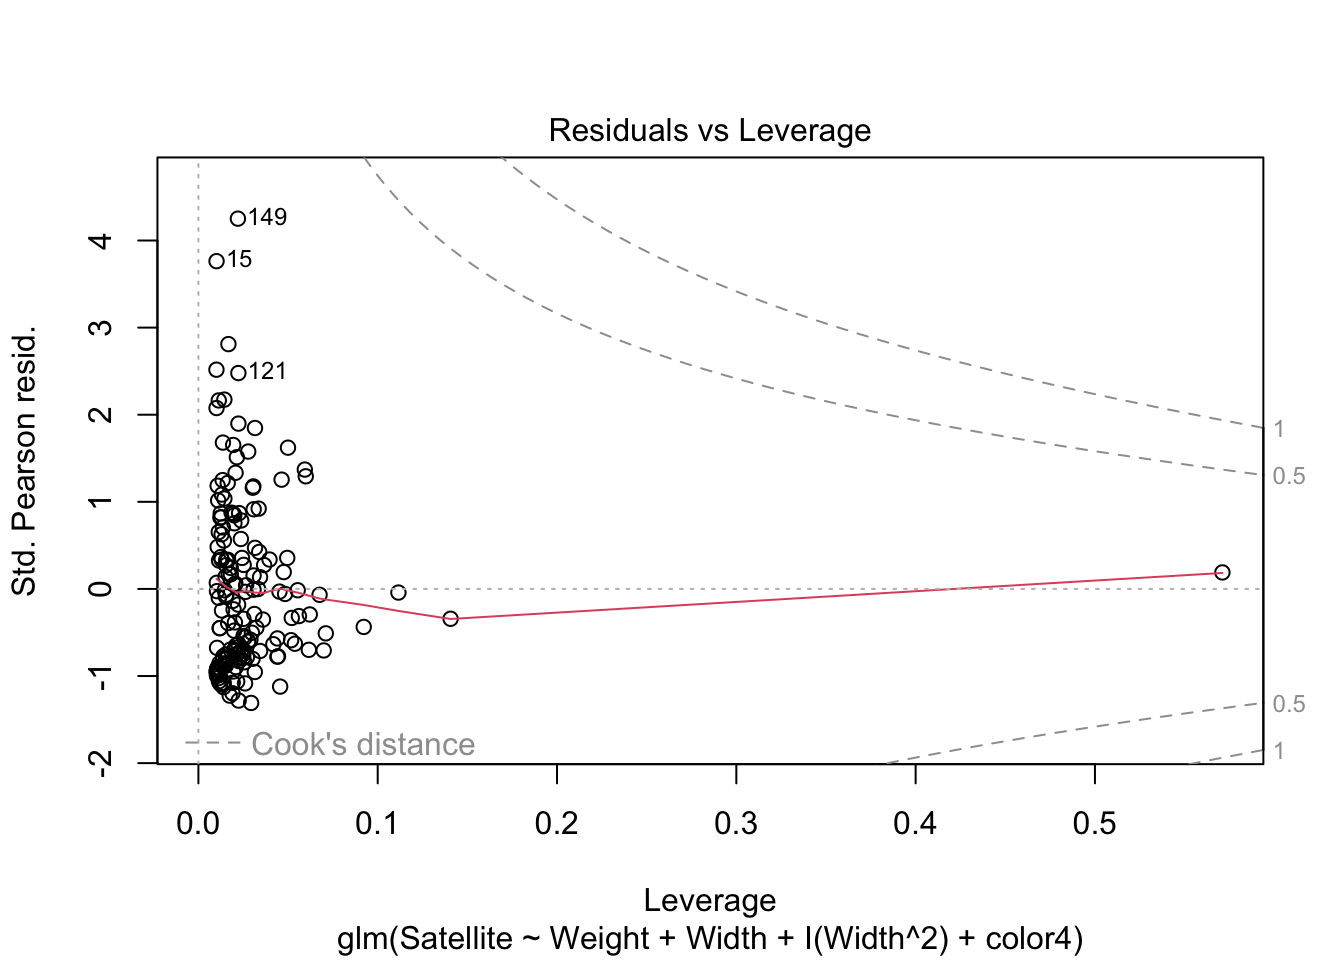 Residuals vs Leverage
Std. Pearson resid.
4
3
2
1
0
-1
-2
149
15
121
1
0.5
0.5
1
Cook's distance
0.0 0.1 0.2 0.3 0.4 0.5
Leverage
glm(Satellite ~ Weight + Width + I(Width^2) + color4)